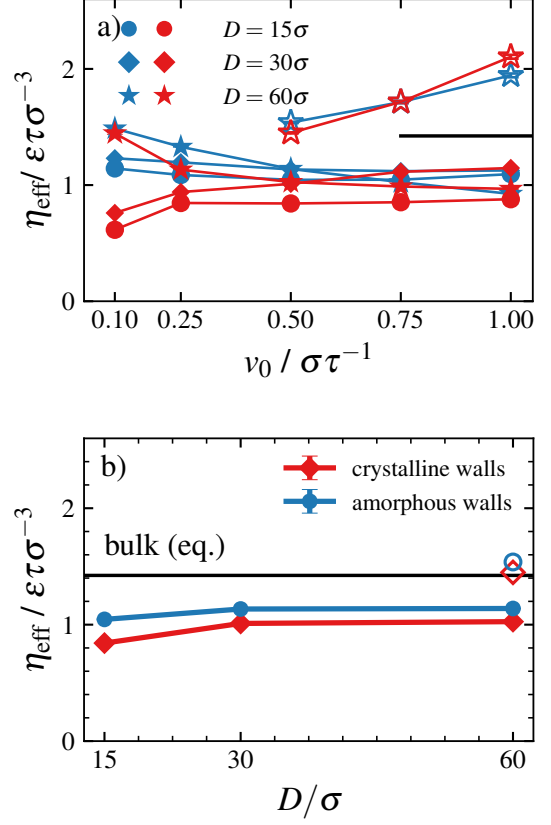 a)
D = 15σ
D = 30σ
D = 60σ
η_eff / ετσ⁻³
2
1
0
0.10 0.25 0.50 0.75 1.00
v₀ / στ⁻¹
b)
crystalline walls
amorphous walls
bulk (eq.)
η_eff / ετσ⁻³
2
1
0
15 30 60
D/σ